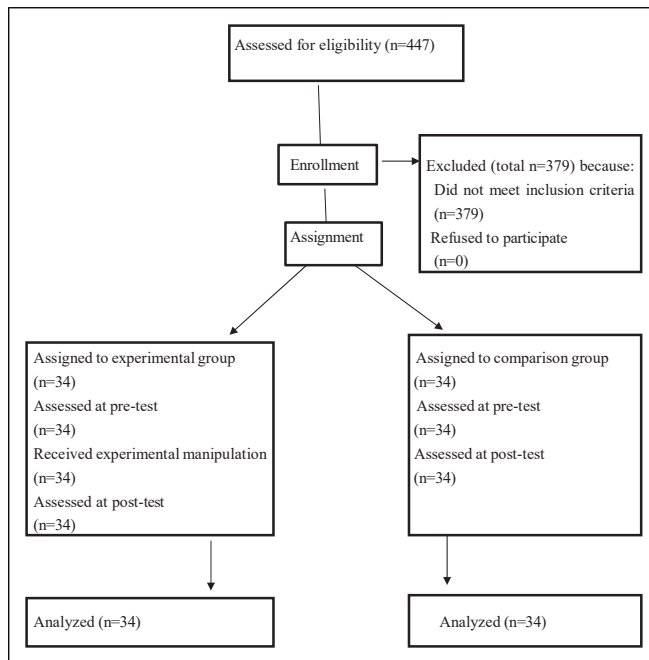 Assessed for eligibility (n=447)
Enrollment
Excluded (total n=379) because:
Did not meet inclusion criteria
(n=379)
Refused to participate
(n=0)
Assignment
Assigned to experimental group
(n=34)
Assessed at pre-test
(n=34)
Received experimental manipulation
(n=34)
Assessed at post-test
(n=34)
Assigned to comparison group
(n=34)
Assessed at pre-test
(n=34)
Assessed at post-test
(n=34)
Analyzed (n=34)
Analyzed (n=34)